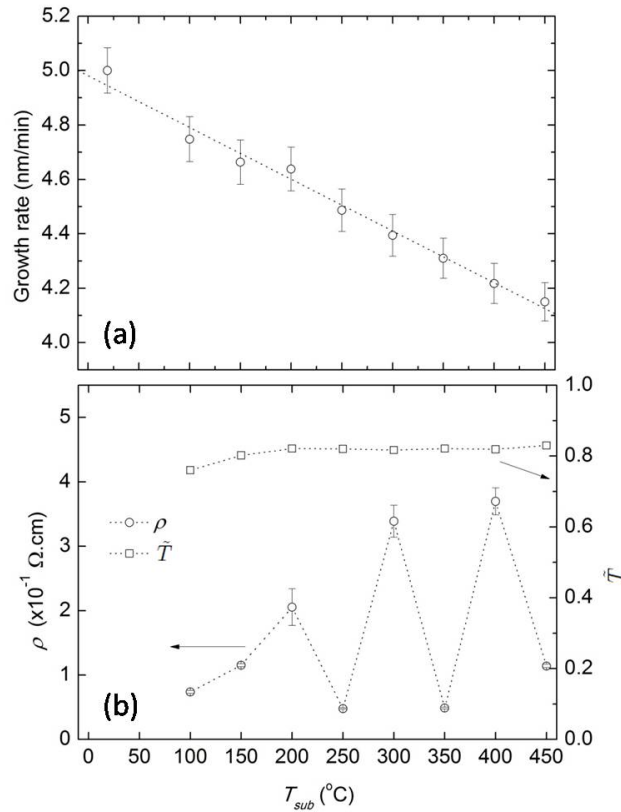 5.2
5.0
4.8
4.6
4.4
4.2
4.0
Growth rate (nm/min)
(a)
5
4
3
2
1
0
ρ (x10⁻¹ Ω.cm)
1.0
0.8
0.6
0.4
0.2
0.0
T̃
ρ
T̃
(b)
0 50 100 150 200 250 300 350 400 450
T_sub (°C)